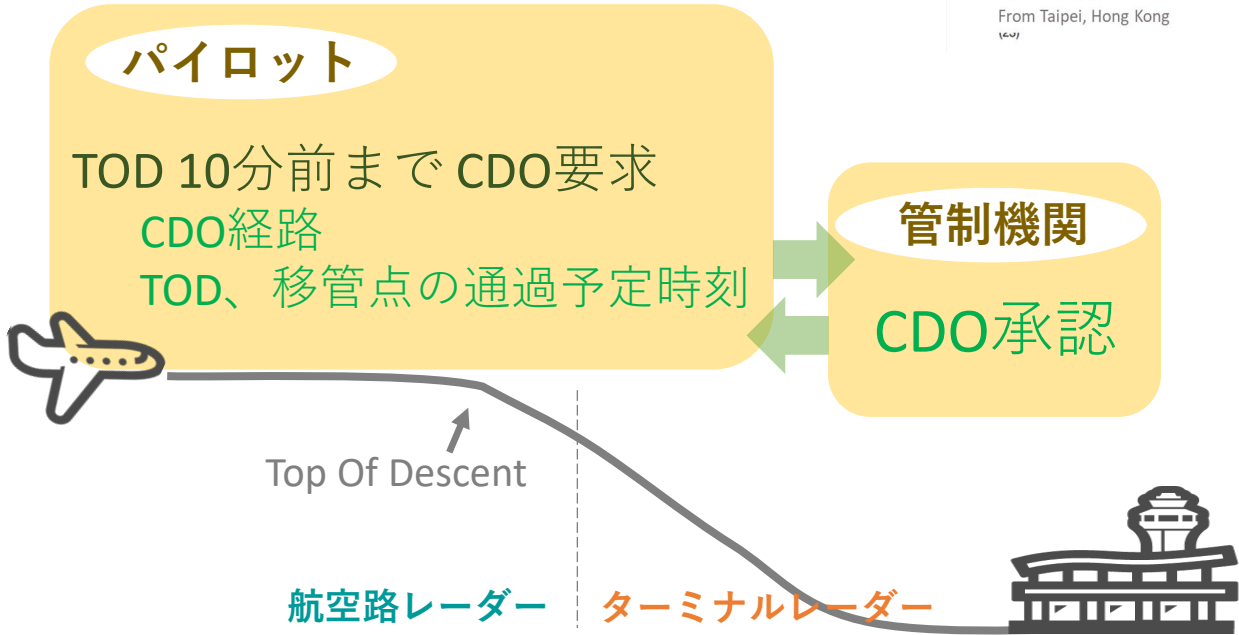 From Taipei, Hong Kong
パイロット
TOD 10分前まで CDO要求
CDO経路
TOD、移管点の通過予定時刻
管制機関
CDO承認
Top Of Descent
航空路レーダー
ターミナルレーダー